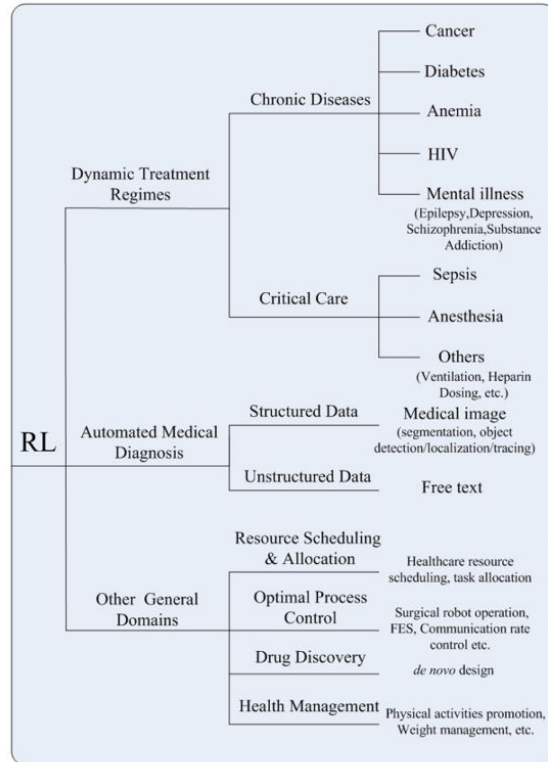 RL
Dynamic Treatment
Regimes
Chronic Diseases
Cancer
Diabetes
Anemia
HIV
Mental illness
(Epilepsy,Depression,
Schizophrenia,Substance
Addiction)
Critical Care
Sepsis
Anesthesia
Others
(Ventilation, Heparin
Dosing, etc.)
Automated Medical
Diagnosis
Structured Data
Medical image
(segmentation, object
detection/localization/tracing)
Unstructured Data
Free text
Other General
Domains
Resource Scheduling
& Allocation
Healthcare resource
scheduling, task allocation
Optimal Process
Control
Surgical robot operation,
FES, Communication rate
control etc.
Drug Discovery
de novo design
Health Management
Physical activities promotion,
Weight management, etc.